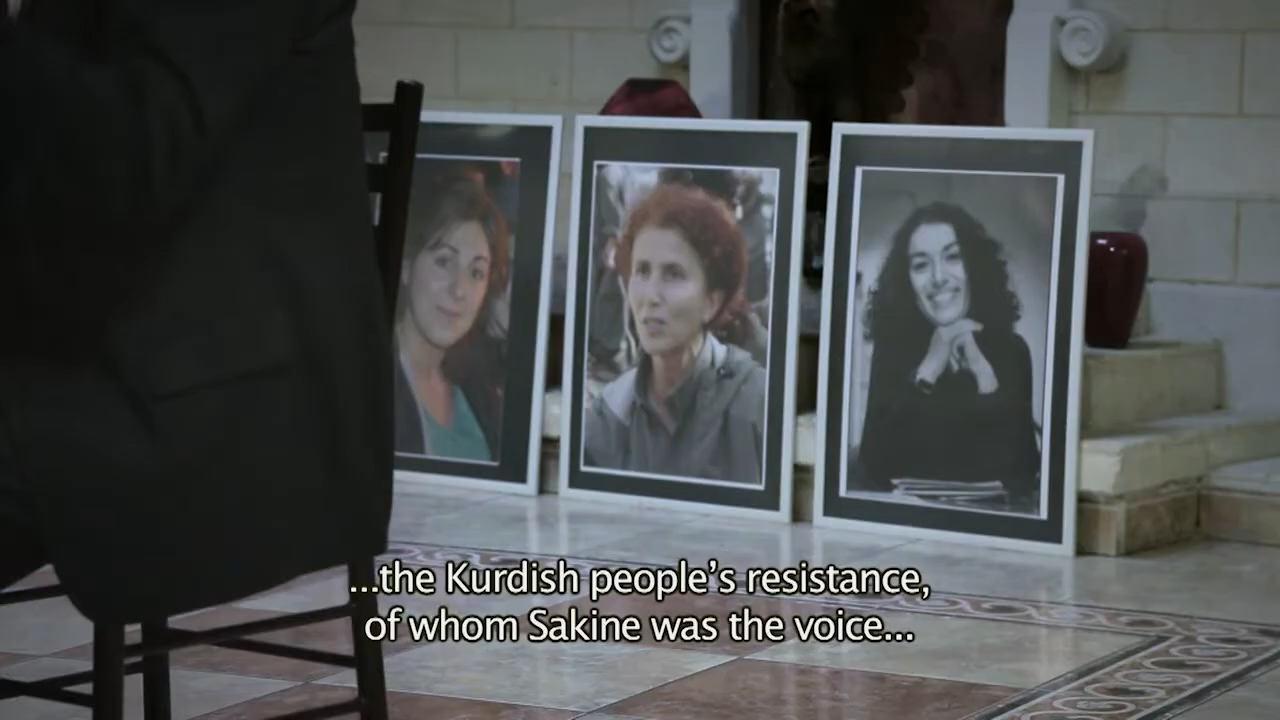 ...the Kurdish people’s resistance,
of whom Sakine was the voice...